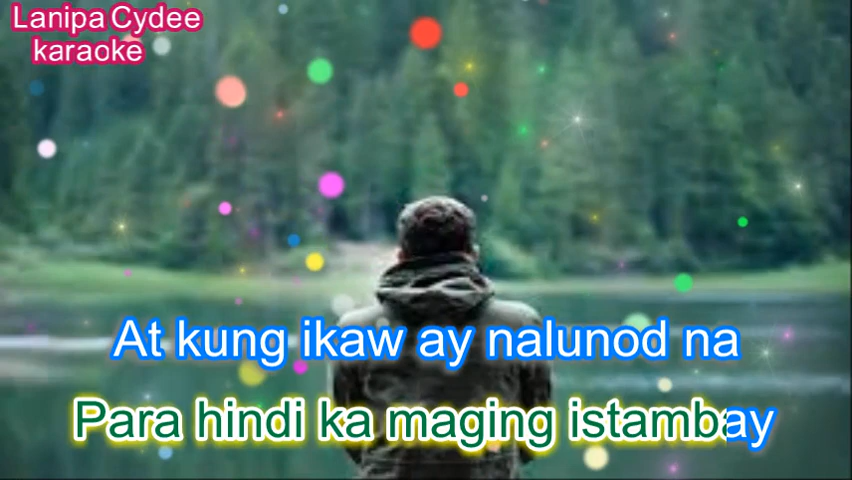 Lanipa Cydee
karaoke
At kung ikaw ay nalunod na
Para hindi ka maging istambay